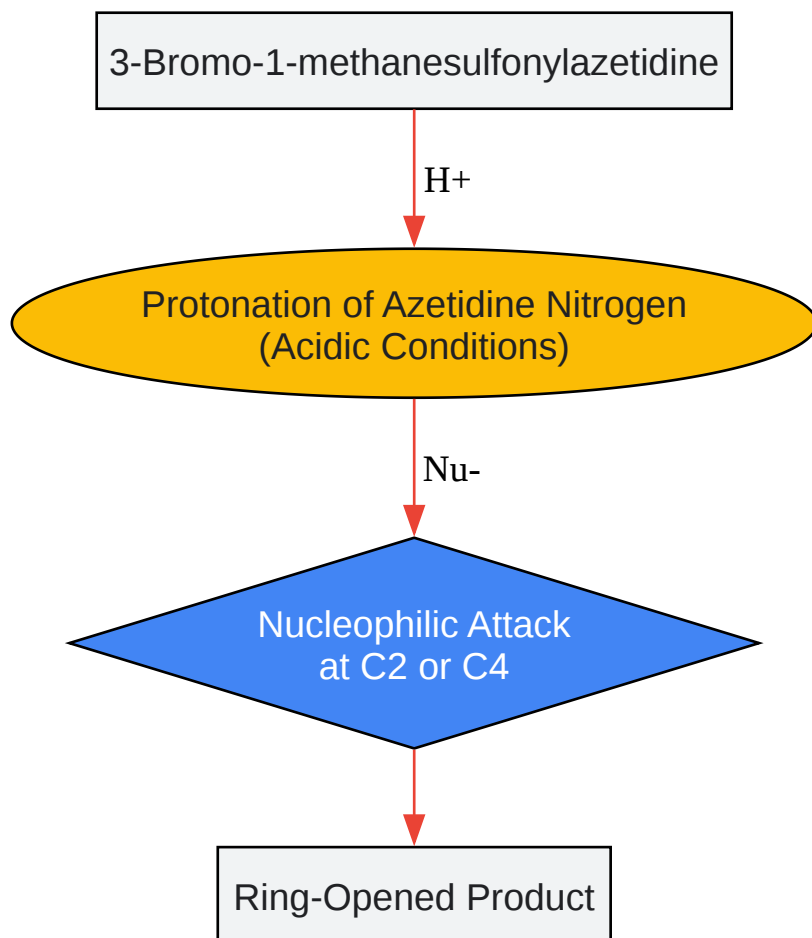 3-Bromo-1-methanesulfonylazetidine
H+
Protonation of Azetidine Nitrogen
(Acidic Conditions)
Nu-
Nucleophilic Attack
at C2 or C4
Ring-Opened Product